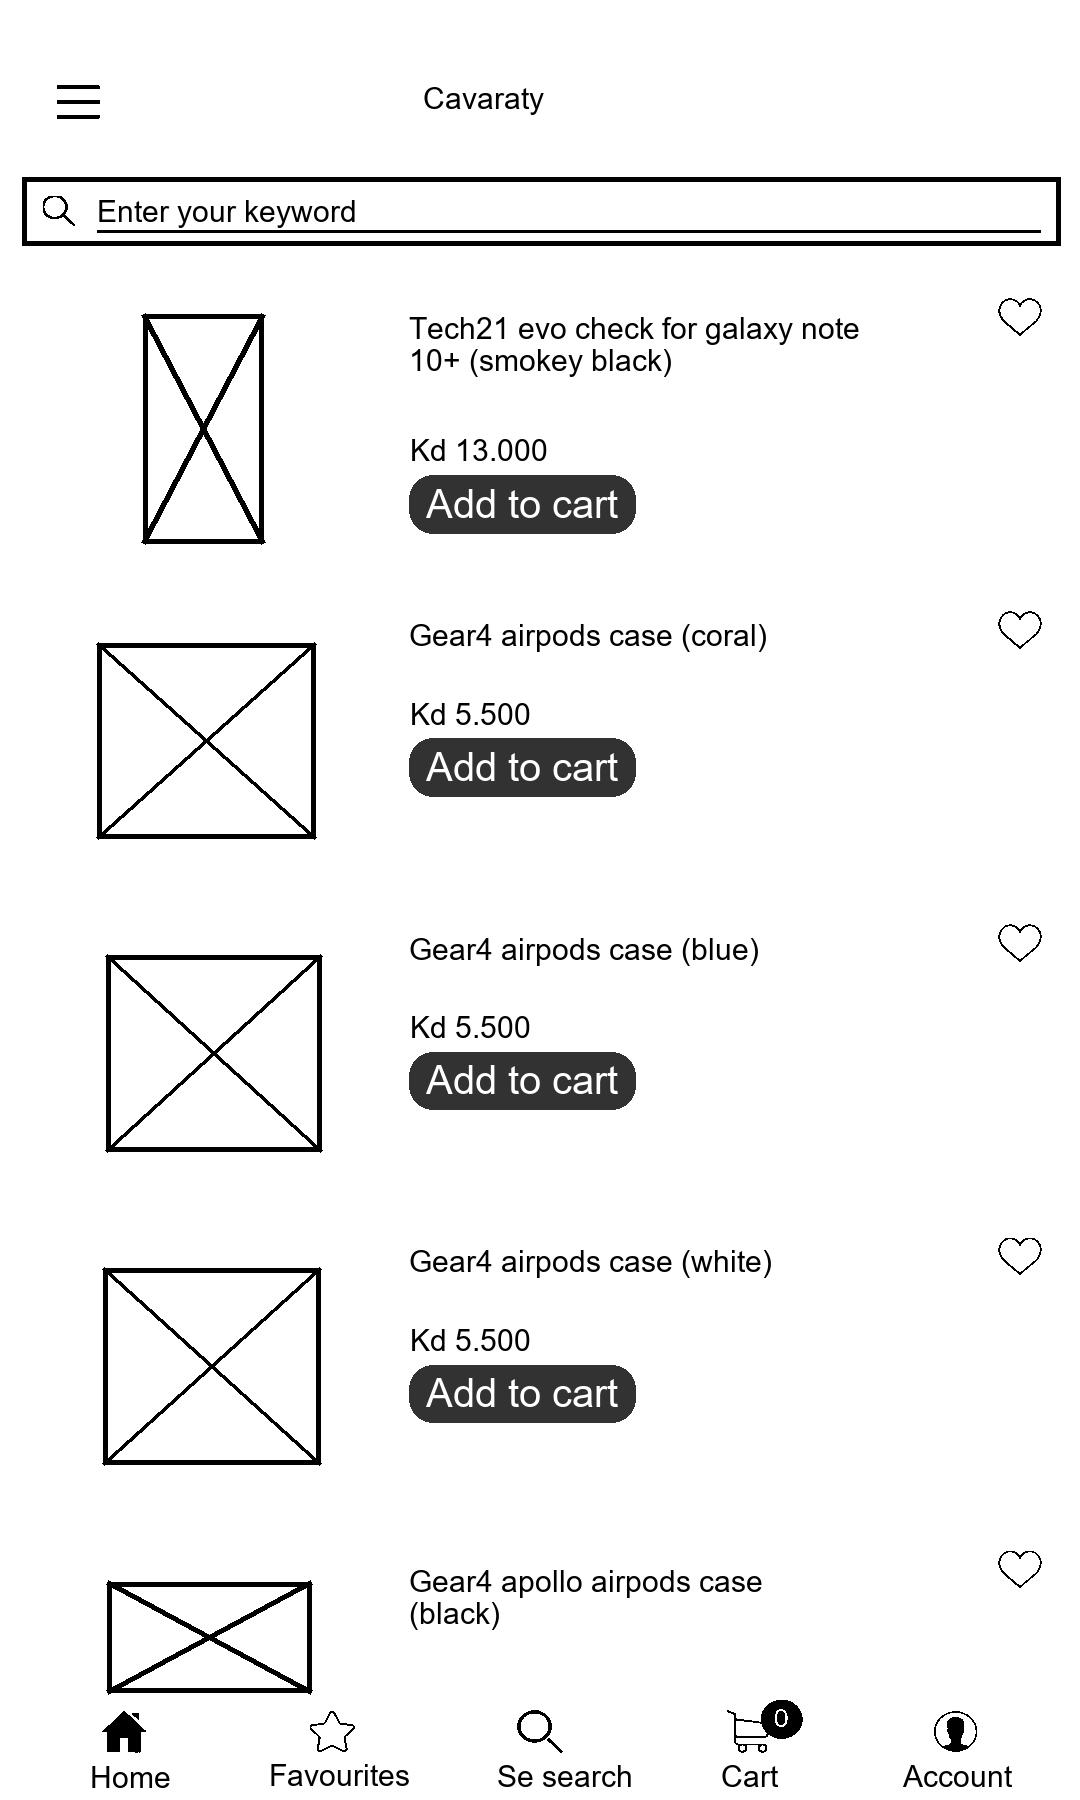 Cavaraty
Enter your keyword
Tech21 evo check for galaxy note
10+ (smokey black)
Kd 13.000
Add to cart
Gear4 airpods case (coral)
Kd 5.500
Add to cart
Gear4 airpods case (blue)
Kd 5.500
Add to cart
Gear4 airpods case (white)
Kd 5.500
Add to cart
Gear4 apollo airpods case
(black)
0
Home Favourites Se search Cart Account